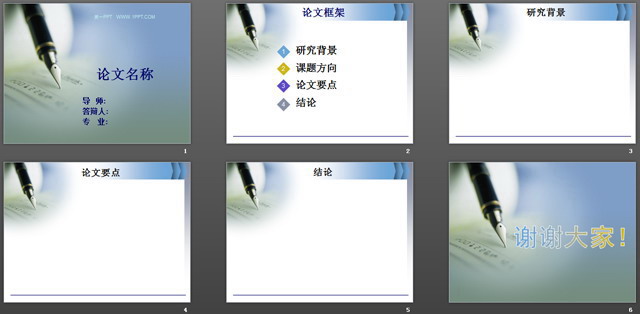 第一PPT WWW.1PPT.COM
论文名称
导 师:
答辩人:
专 业:
1
论文框架
1 研究背景
2 课题方向
3 论文要点
4 结论
2
研究背景
3
论文要点
4
结论
5
谢谢大家!
6